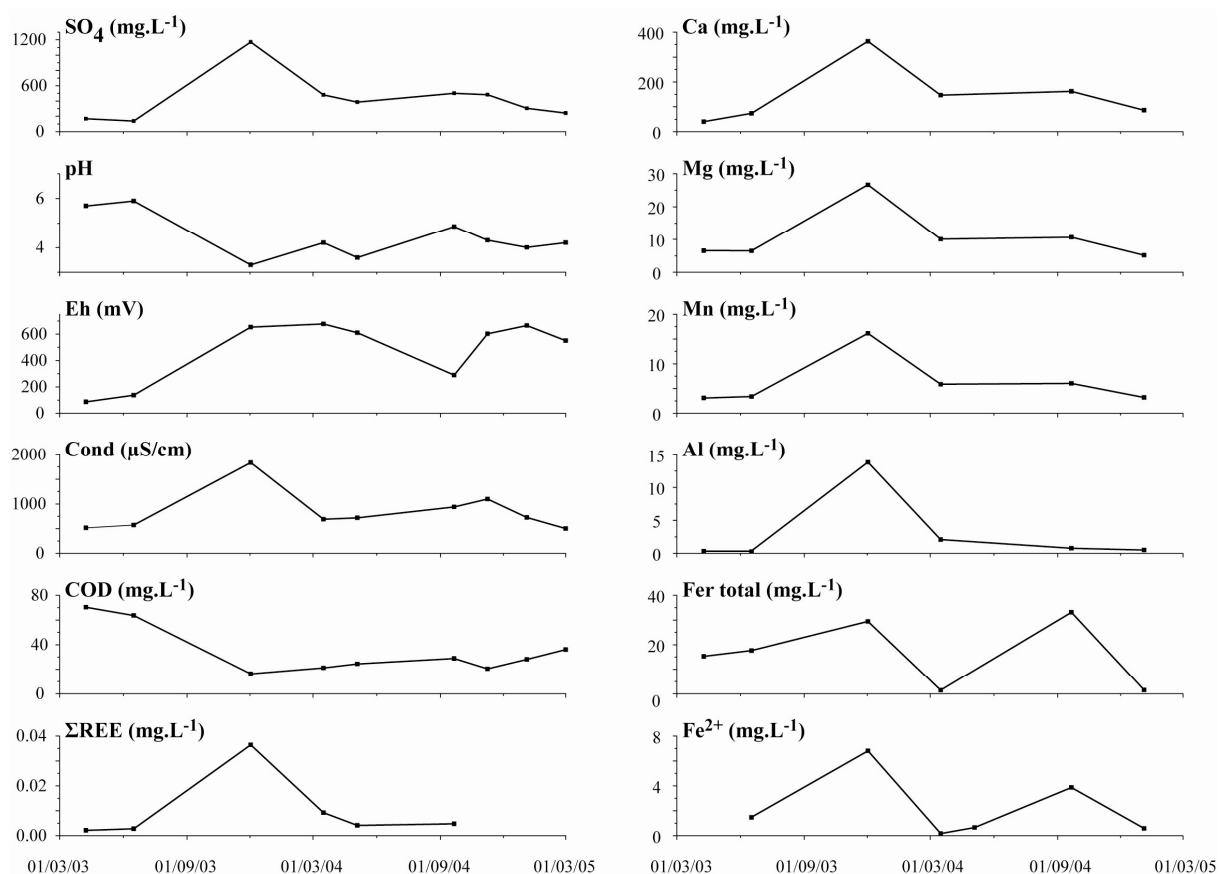 SO4 (mg.L-1)
1200
600
0
pH
6
4
Eh (mV)
600
400
200
0
Cond (µS/cm)
2000
1000
0
COD (mg.L-1)
80
40
0
ΣREE (mg.L-1)
0.04
0.02
0.00
01/03/03 01/09/03 01/03/04 01/09/04 01/03/05
Ca (mg.L-1)
400
200
0
Mg (mg.L-1)
30
20
10
0
Mn (mg.L-1)
20
10
0
Al (mg.L-1)
15
10
5
0
Fer total (mg.L-1)
40
20
0
Fe2+ (mg.L-1)
8
4
0
01/03/03 01/09/03 01/03/04 01/09/04 01/03/05